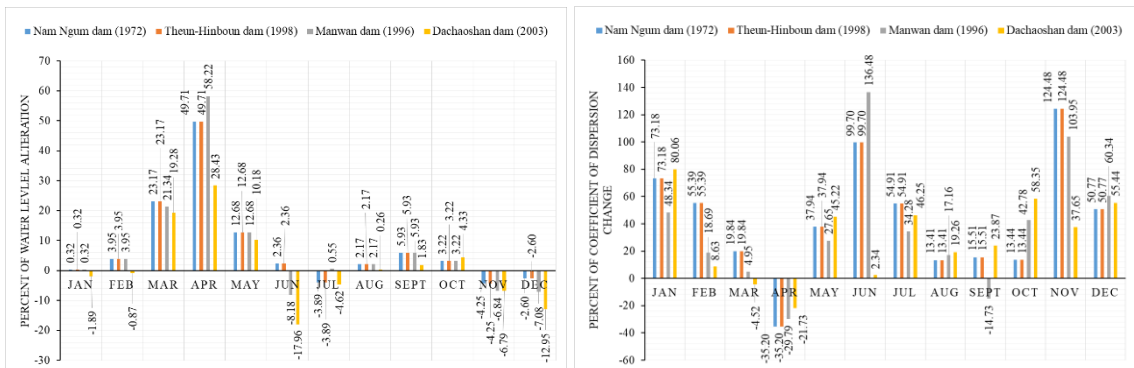 Nam Ngum dam (1972) Theun-Hinboun dam (1998) Manwan dam (1996) Dachaoshan dam (2003)
PERCENT OF WATER LEVLEL ALTERATION
70
60
50
40
30
20
10
0
-10
-20
-30
0.32 0.32 0.32 -1.89
3.95 3.95 3.95 -0.87
23.17 23.17 21.34 19.28
49.71 49.71 58.22 28.43
12.68 12.68 12.68 10.18
2.36 2.36 -8.18 -17.96
-3.89 -3.89 0.55 -4.62
2.17 2.17 2.17 0.26
5.93 5.93 5.93 1.83
3.22 3.22 3.22 4.33
-4.25 -4.25 -6.84 -6.79
-2.60 -2.60 -7.08 -12.95
JAN FEB MAR APR MAY JUN JUL AUG SEPT OCT NOV DEC
Nam Ngum dam (1972) Theun-Hinboun dam (1998) Manwan dam (1996) Dachaoshan dam (2003)
PERCENT OF COEFFICIENT OF DISPERSION
CHANGE
160
140
120
100
80
60
40
20
0
-20
-40
-60
73.18 73.18 48.34 80.06
55.39 55.39 18.69 8.63
19.84 19.84 4.95 -4.52
-35.20 -35.20 -29.79 -21.73
37.94 37.94 27.65 45.22
99.70 99.70 136.48 2.34
54.91 54.91 34.28 46.25
13.41 13.41 17.16 19.26
15.51 15.51 -14.73 23.87
13.44 13.44 42.78 58.35
124.48 124.48 103.95 37.65
50.77 50.77 60.34 55.44
JAN FEB MAR APR MAY JUN JUL AUG SEPT OCT NOV DEC